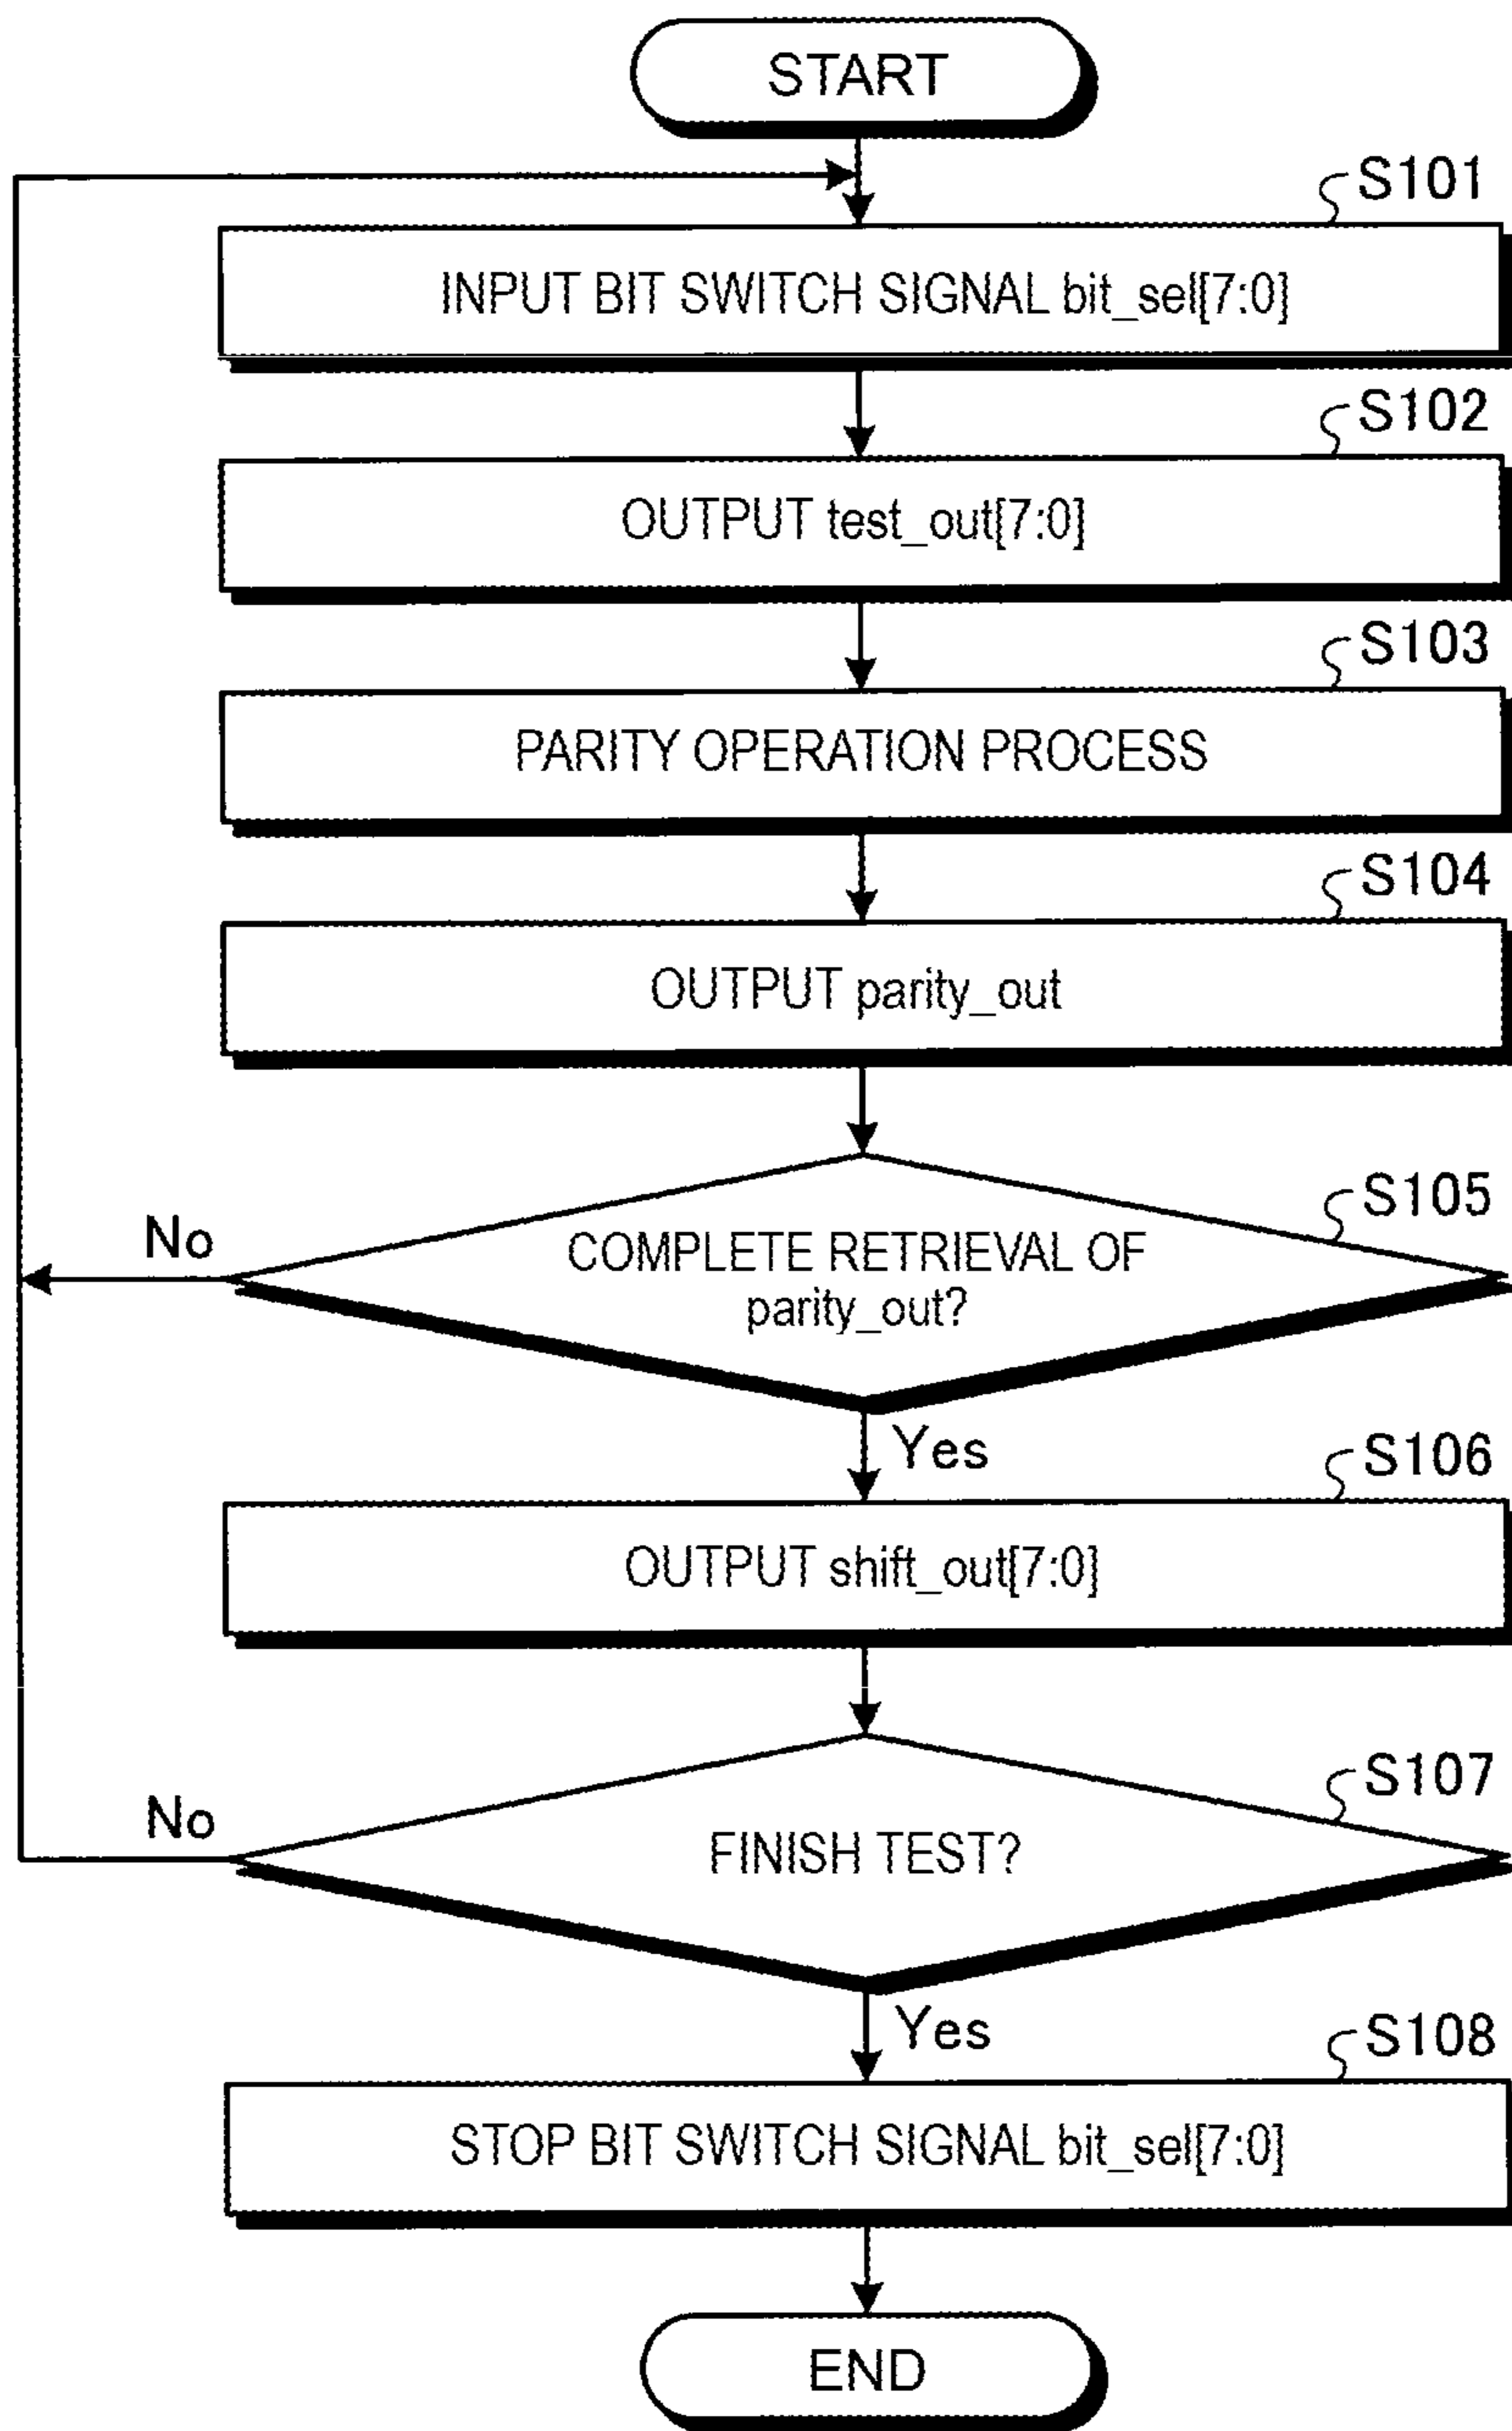 START
S101
INPUT BIT SWITCH SIGNAL bit_sel[7:0]
S102
OUTPUT test_out[7:0]
S103
PARITY OPERATION PROCESS
S104
OUTPUT parity_out
S105
No
COMPLETE RETRIEVAL OF
parity_out?
Yes
S106
OUTPUT shift_out[7:0]
S107
No
FINISH TEST?
Yes
S108
STOP BIT SWITCH SIGNAL bit_sel[7:0]
END